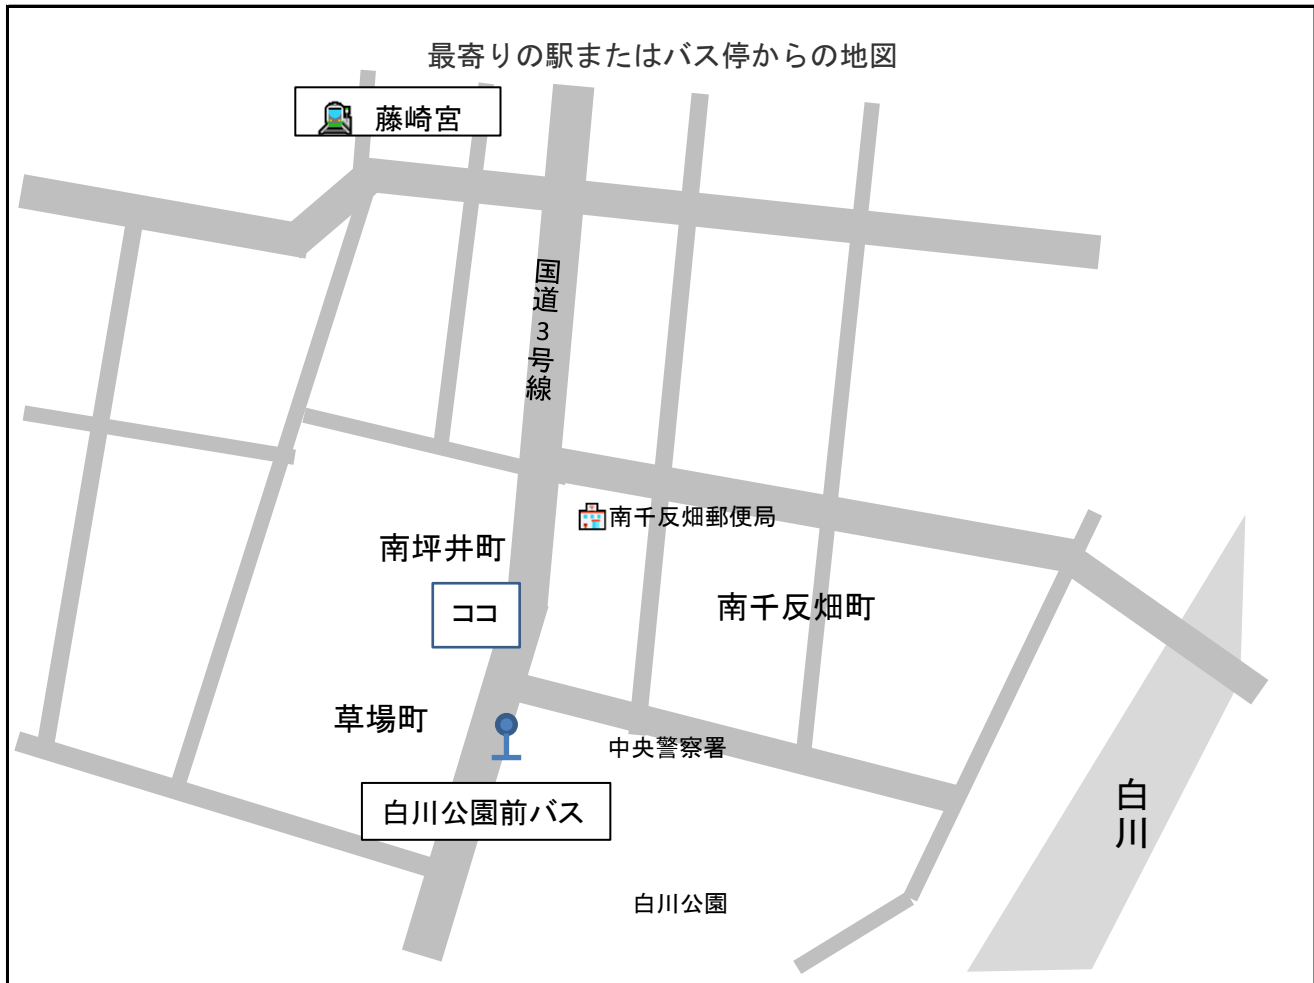 最寄りの駅またはバス停からの地図
藤崎宮
国道3号線
南千反畑郵便局
南坪井町
南千反畑町
ココ
草場町
中央警察署
白川公園前バス
白川
白川公園